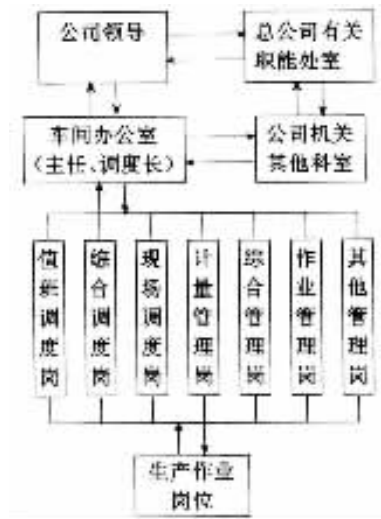 公司领导
总公司有关
职能处室
车间办公室
(主任、调度长)
公司机关
其他科室
值班调度岗
综合调度岗
现场调度岗
计量管理岗
综合管理岗
作业管理岗
其他管理岗
生产作业
岗位